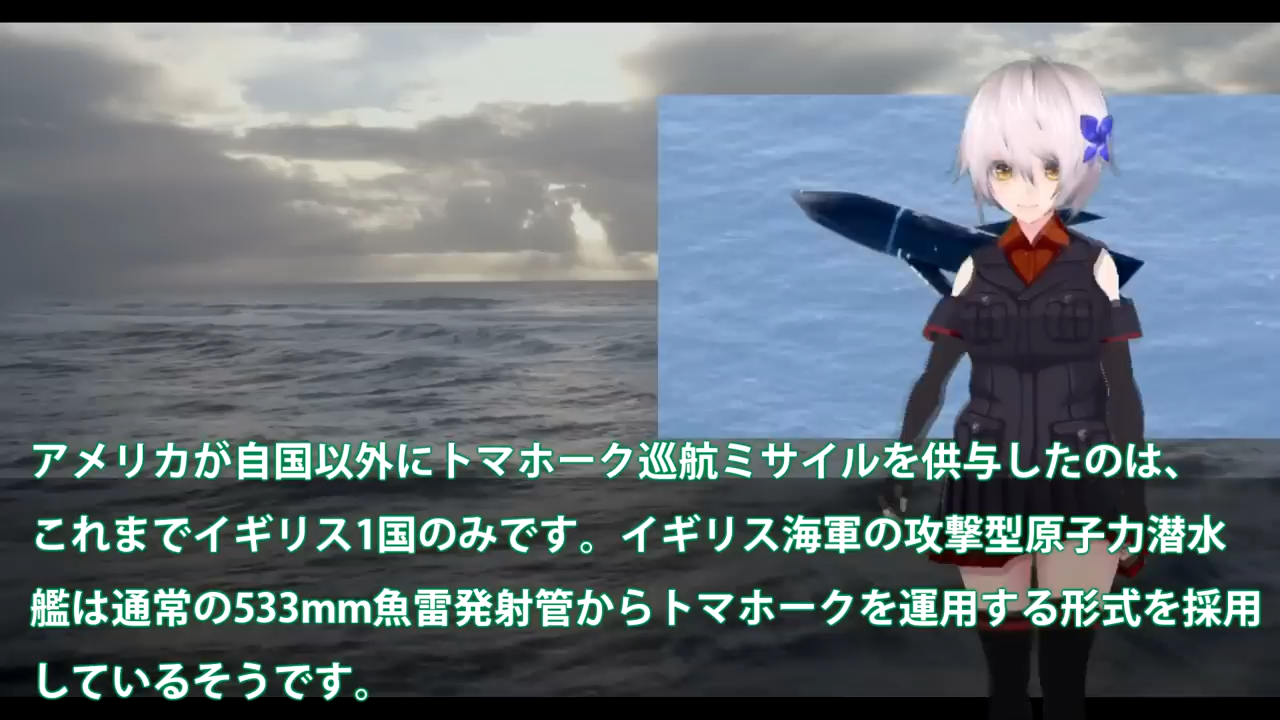 アメリカが自国以外にトマホーク巡航ミサイルを供与したのは、
これまでイギリス1国のみです。イギリス海軍の攻撃型原子力潜水
艦は通常の533mm魚雷発射管からトマホークを運用する形式を採用
しているそうです。